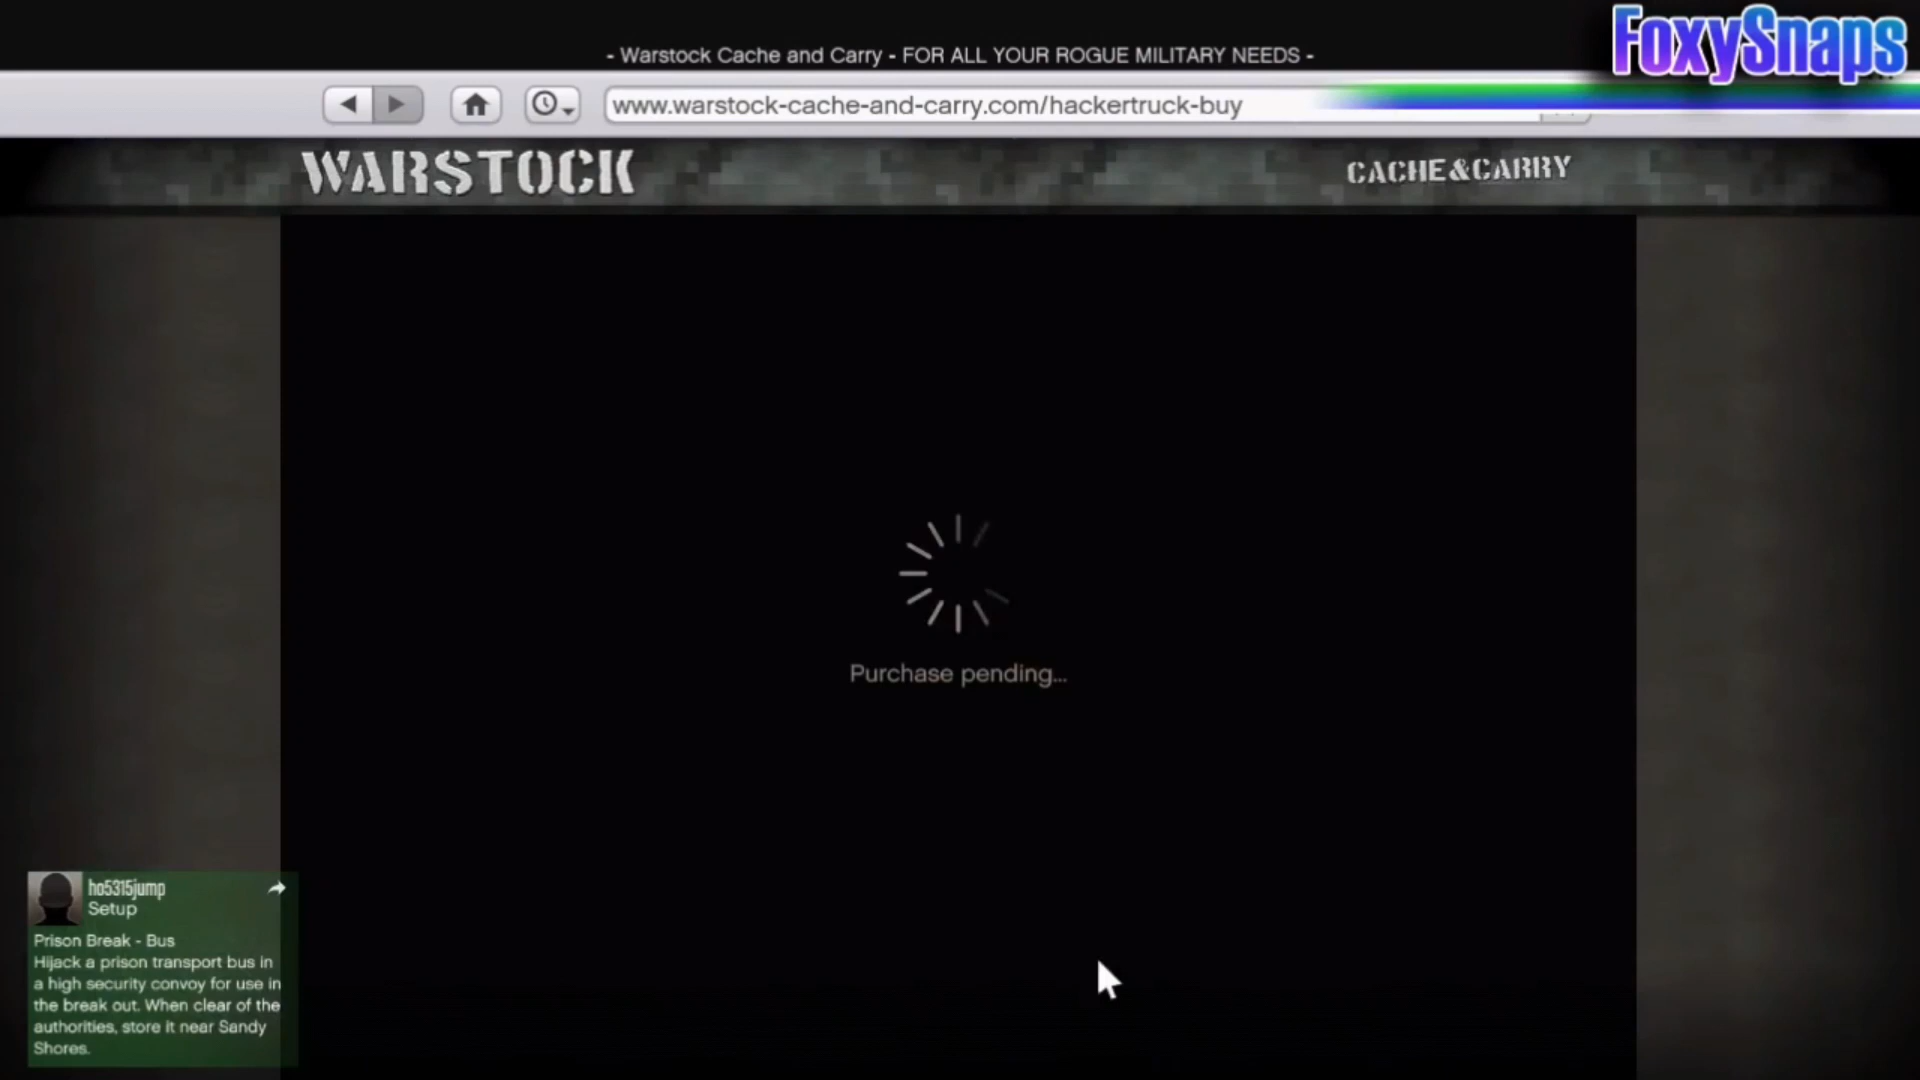 FoxySnaps
- Warstock Cache and Carry - FOR ALL YOUR ROGUE MILITARY NEEDS -
www.warstock-cache-and-carry.com/hackertruck-buy
WARSTOCK
CACHE&CARRY
Purchase pending...
ho5315jump
Setup
Prison Break - Bus
Hijack a prison transport bus in
a high security convoy for use in
the break out. When clear of the
authorities, store it near Sandy
Shores.